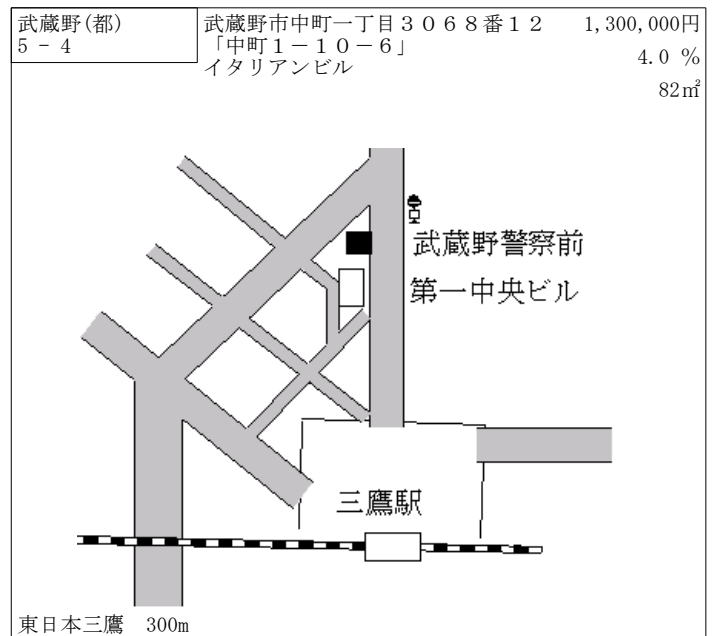 武蔵野(都)
5 - 4
武蔵野市中町一丁目３０６８番１２
「中町１－１０－６」
イタリアンビル
1,300,000円
4.0 %
82㎡
武蔵野警察前
第一中央ビル
三鷹駅
東日本三鷹 300m